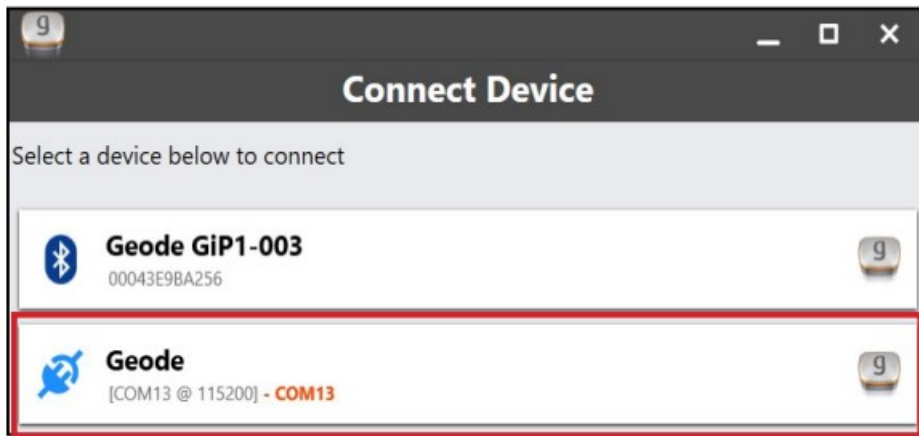 g
Connect Device
Select a device below to connect
Geode GiP1-003
00043E9BA256
g
Geode
[COM13 @ 115200] - COM13
g